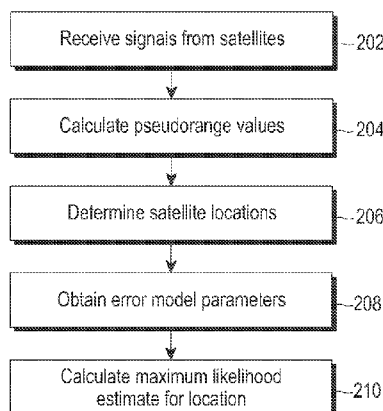 Receive signals from satellites
202
Calculate pseudorange values
204
Determine satellite locations
206
Obtain error model parameters
208
Calculate maximum likelihood
estimate for location
210